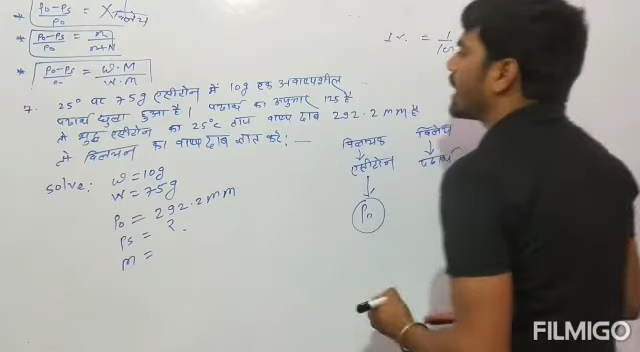 P₀-Ps / P₀ = X(विलेय)
* P₀-Ps / P₀ = n / n+N
* P₀-Ps / P₀ = w·M / W·m
7. 25° पर 75g एसीटोन में 10g एक अवाष्पशील
पदार्थ घुला हुआ है। पदार्थ का अणुभार 125 है
तो शुद्ध एसीटोन का 25°C ताप वाष्प दाब 292.2 mm है
तो विलयन का वाष्प दाब ज्ञात करे:—
solve: w = 10g
W = 75g
P₀ = 292.2 mm
Ps = ?.
m =
1 v. = 1 /
विलायक
↓
एसीटोन
↓
P₀
विलेय
↓
पदार्थ
FILMIGO